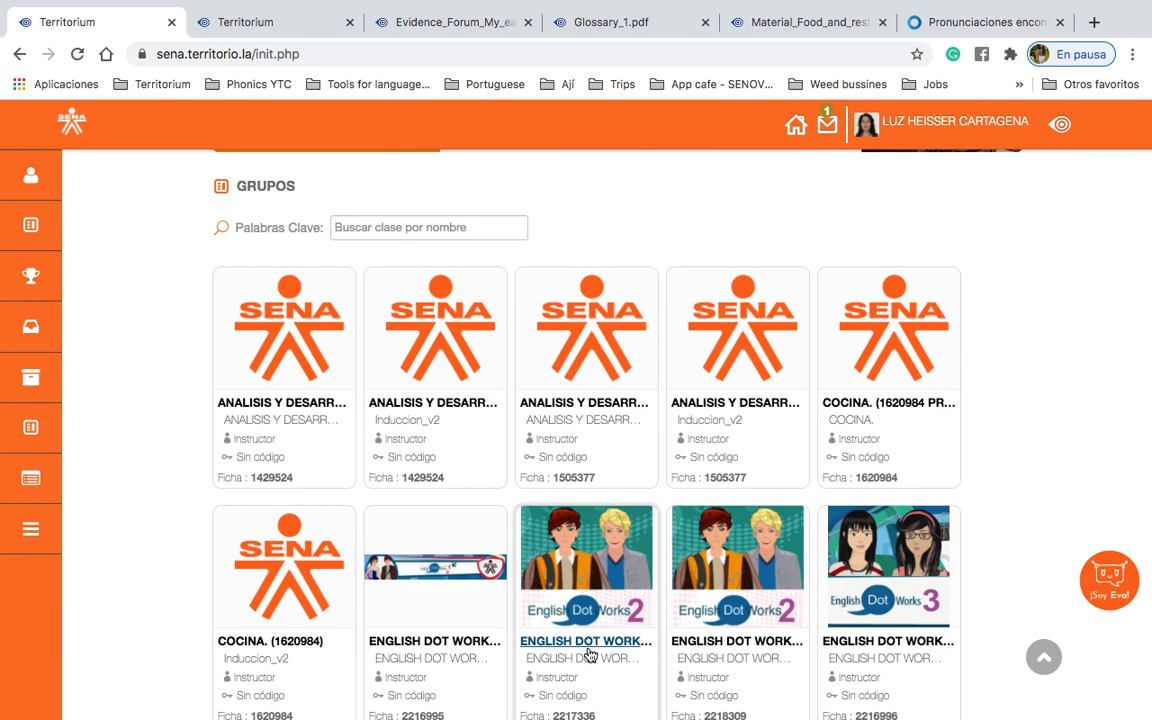 Territorium
Territorium
Evidence_Forum_My_ea
Glossary_1.pdf
Material_Food_and_rest
Pronunciaciones encon
sena.territorio.la/init.php
En pausa
Aplicaciones
Territorium
Phonics YTC
Tools for language...
Portuguese
Ají
Trips
App cafe - SENOV...
Weed bussines
Jobs
»
Otros favoritos
SENA
1
LUZ HEISSER CARTAGENA
GRUPOS
Palabras Clave: Buscar clase por nombre
SENA SENA SENA SENA SENA
ANALISIS Y DESARR... ANALISIS Y DESARR... ANALISIS Y DESARR... ANALISIS Y DESARR... COCINA. (1620984 PR...
ANALISIS Y DESARR... Induccion_v2 ANALISIS Y DESARR... Induccion_v2 COCINA.
Instructor Instructor Instructor Instructor Instructor
Sin código Sin código Sin código Sin código Sin código
Ficha : 1429524 Ficha : 1429524 Ficha : 1505377 Ficha : 1505377 Ficha : 1620984
SENA English Dot Works 2 English Dot Works 2 English Dot Works 3
COCINA. (1620984) ENGLISH DOT WORK... ENGLISH DOT WORK... ENGLISH DOT WORK... ENGLISH DOT WORK...
Induccion_v2 ENGLISH DOT WOR... ENGLISH DOT WOR... ENGLISH DOT WOR... ENGLISH DOT WOR...
Instructor Instructor Instructor Instructor Instructor
Sin código Sin código Sin código Sin código Sin código
Ficha : 1620984 Ficha : 2216995 Ficha : 2217336 Ficha : 2218309 Ficha : 2216996
¡Soy Eva!